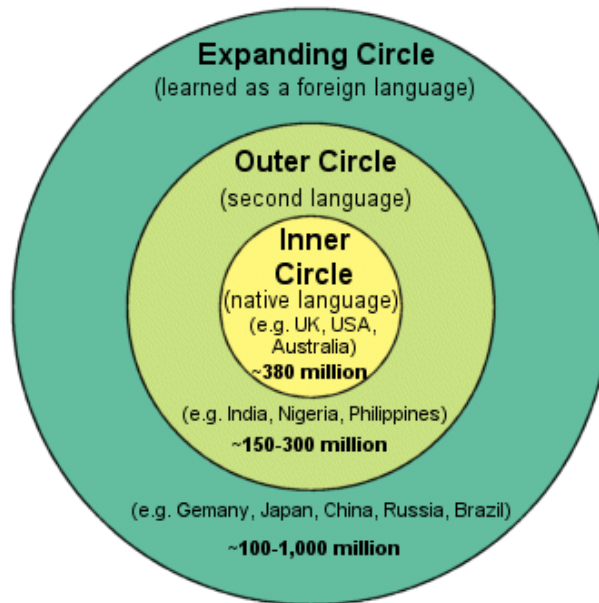 Expanding Circle
(learned as a foreign language)
Outer Circle
(second language)
Inner
Circle
(native language)
(e.g. UK, USA,
Australia)
~380 million
(e.g. India, Nigeria, Philippines)
~150-300 million
(e.g. Gemany, Japan, China, Russia, Brazil)
~100-1,000 million